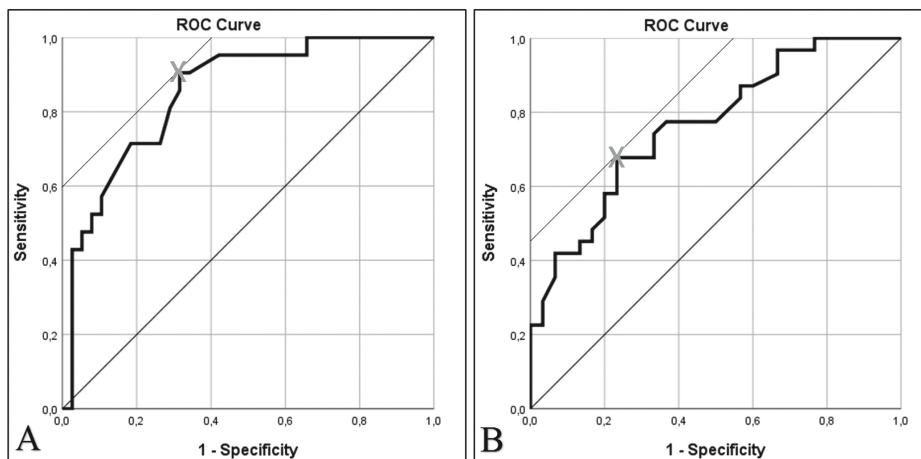 ROC Curve
1,0
0,8
0,6
0,4
0,2
0,0
Sensitivity
0,0 0,2 0,4 0,6 0,8 1,0
1 - Specificity
X
A
ROC Curve
1,0
0,8
0,6
0,4
0,2
0,0
Sensitivity
0,0 0,2 0,4 0,6 0,8 1,0
1 - Specificity
X
B